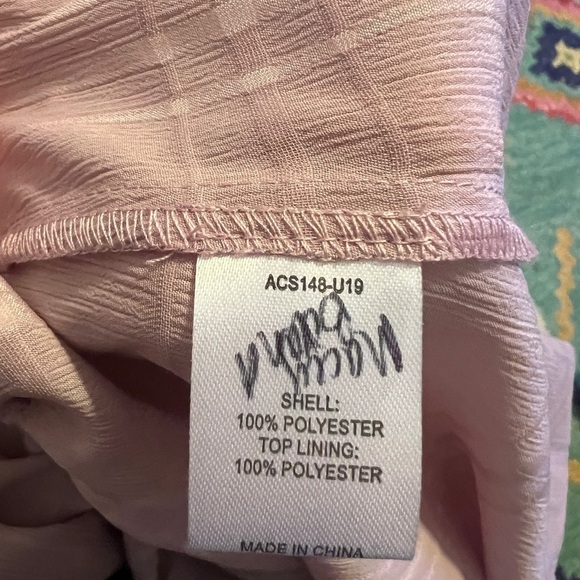 ACS148-U19
SHELL:
100% POLYESTER
TOP LINING:
100% POLYESTER
MADE IN CHINA